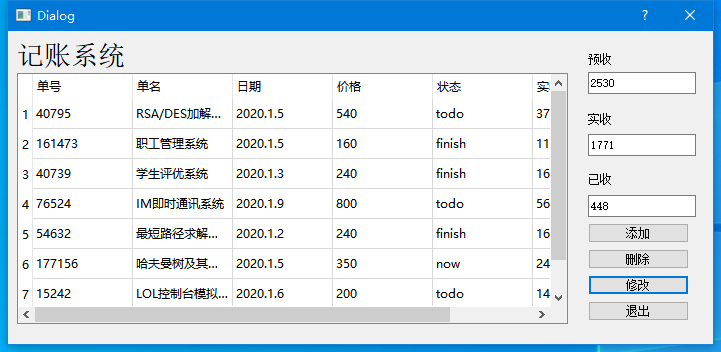 Dialog
记账系统
单号 单名 日期 价格 状态 实
1 40795 RSA/DES加解... 2020.1.5 540 todo 37
2 161473 职工管理系统 2020.1.5 160 finish 11
3 40739 学生评优系统 2020.1.3 240 finish 16
4 76524 IM即时通讯系统 2020.1.9 800 todo 56
5 54632 最短路径求解... 2020.1.2 240 finish 16
6 177156 哈夫曼树及其... 2020.1.5 350 now 24
7 15242 LOL控制台模拟... 2020.1.6 200 todo 14
预收
2530
实收
1771
已收
448
添加
删除
修改
退出